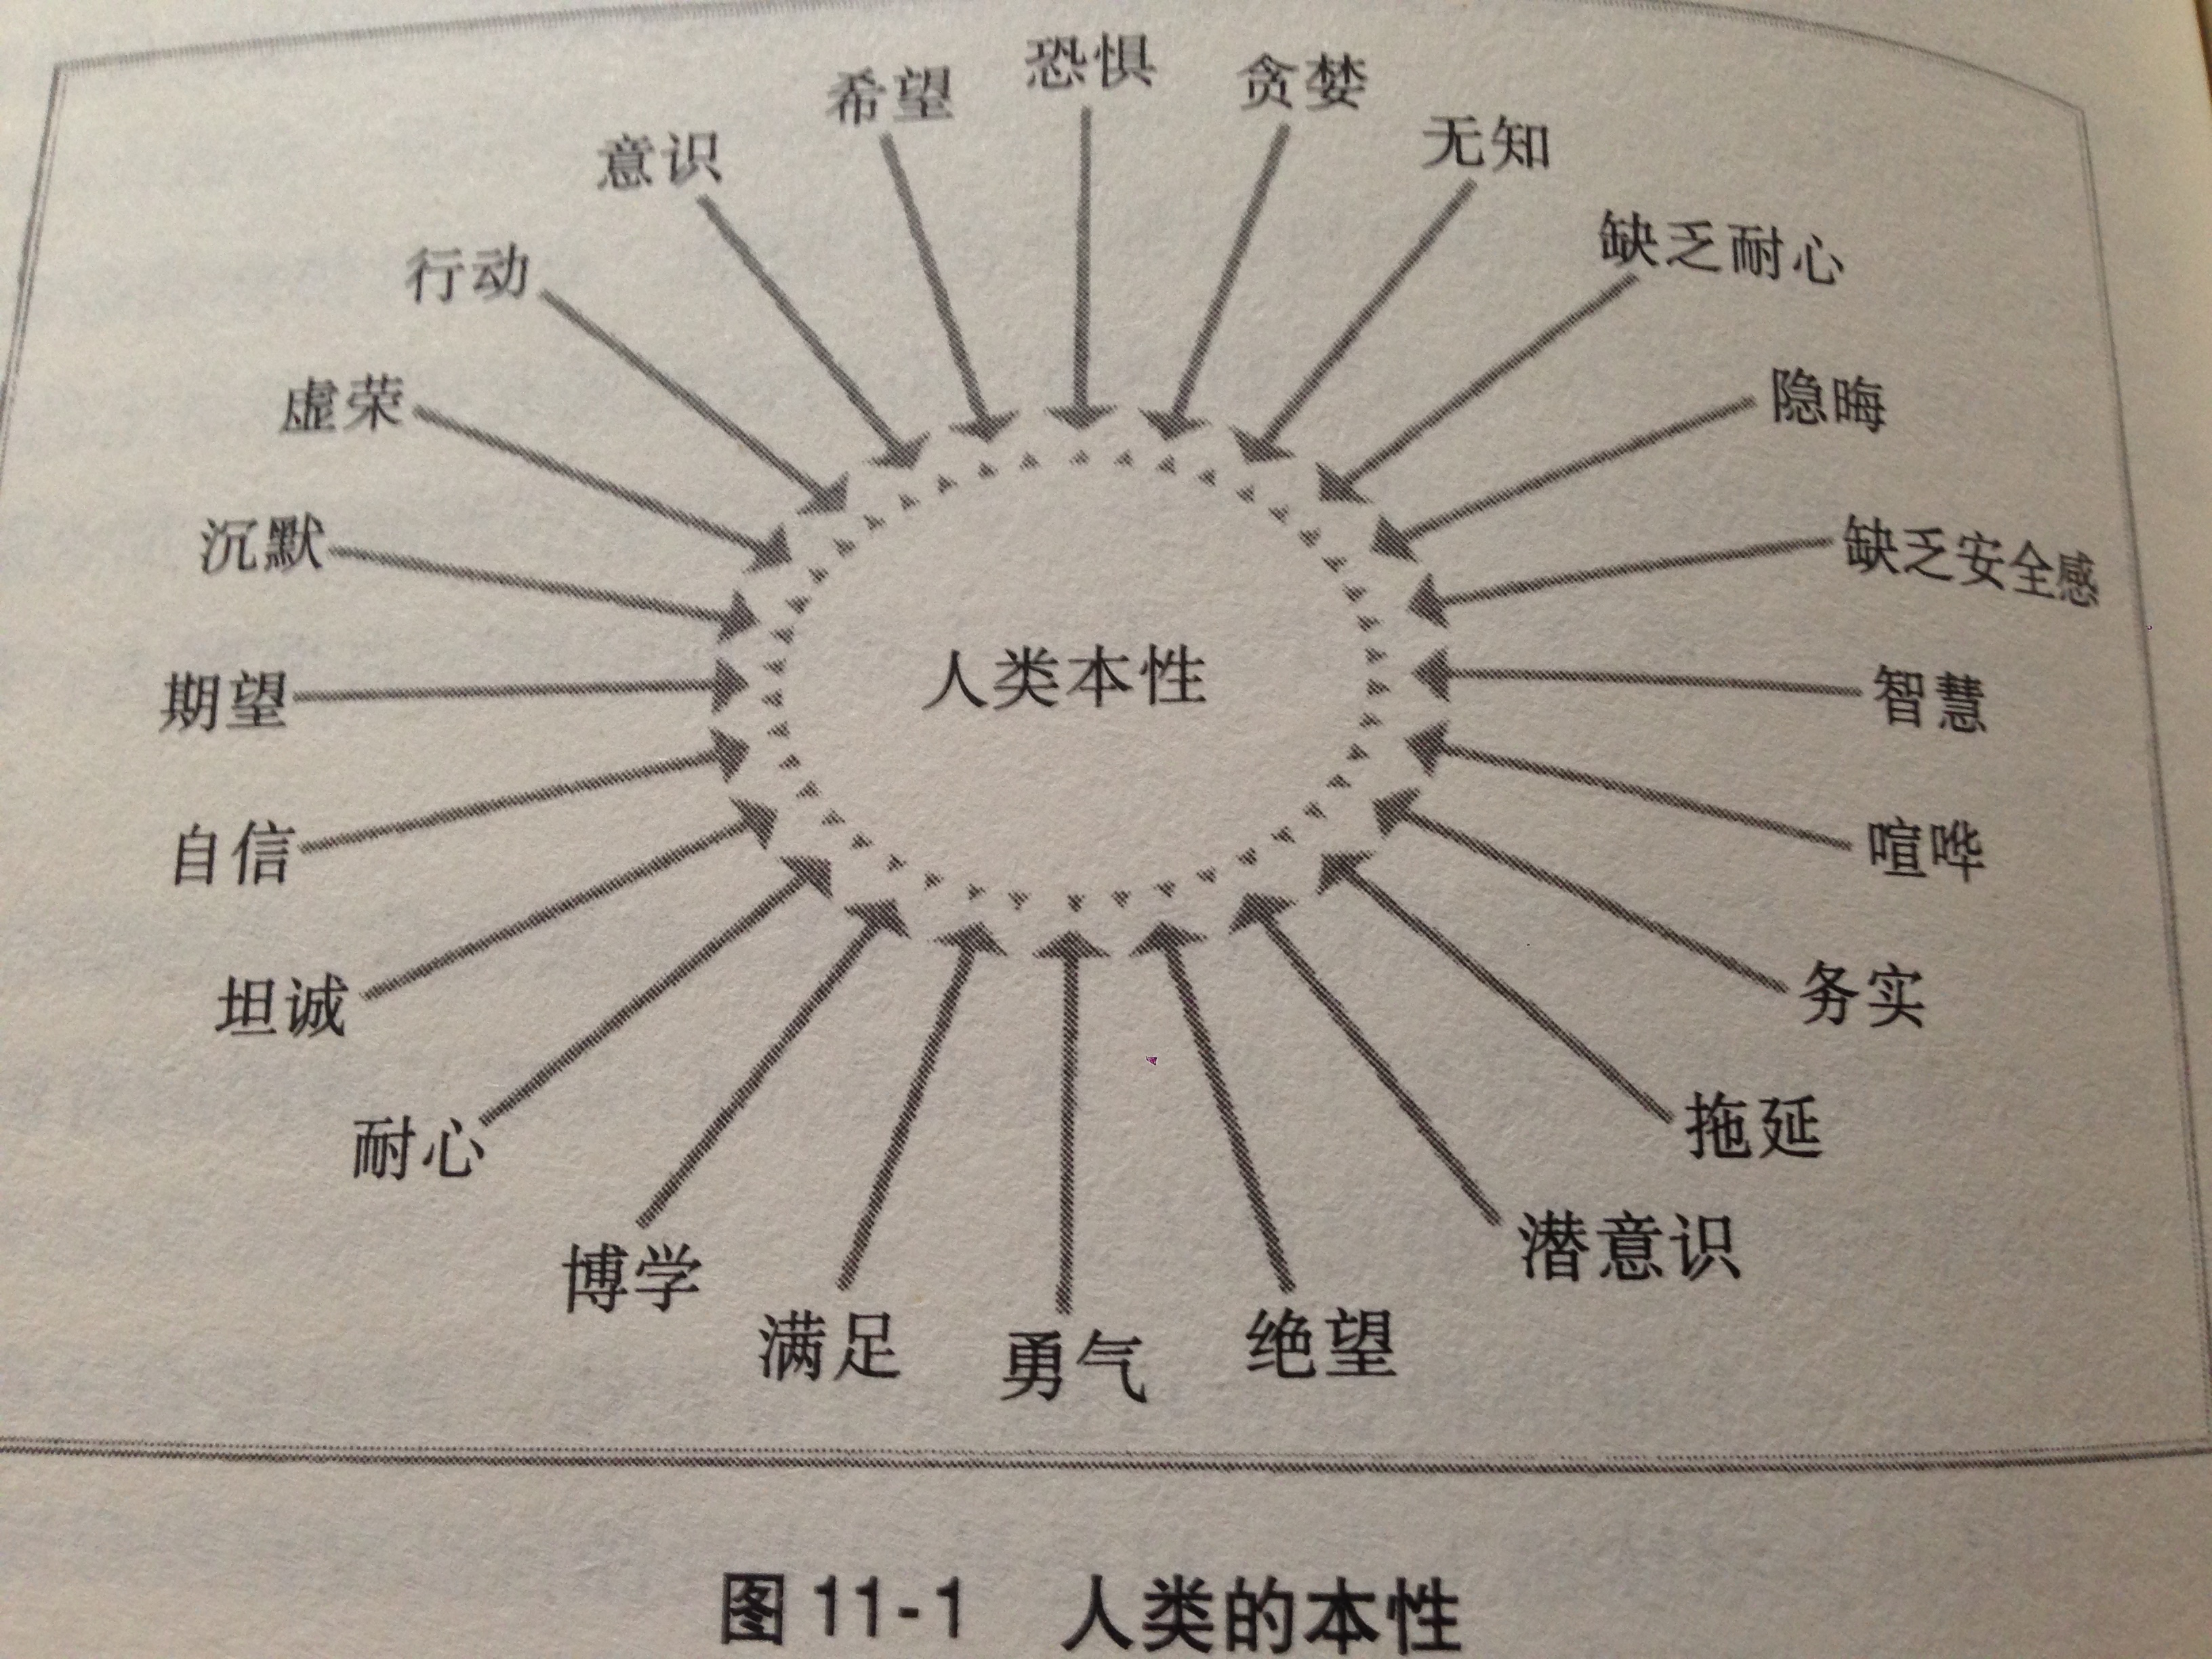 恐惧
希望
贪婪
意识
无知
行动
缺乏耐心
虚荣
隐晦
沉默
缺乏安全感
人类本性
期望
智慧
自信
喧哗
坦诚
务实
耐心
拖延
博学
潜意识
满足
勇气
绝望
图 11-1 人类的本性